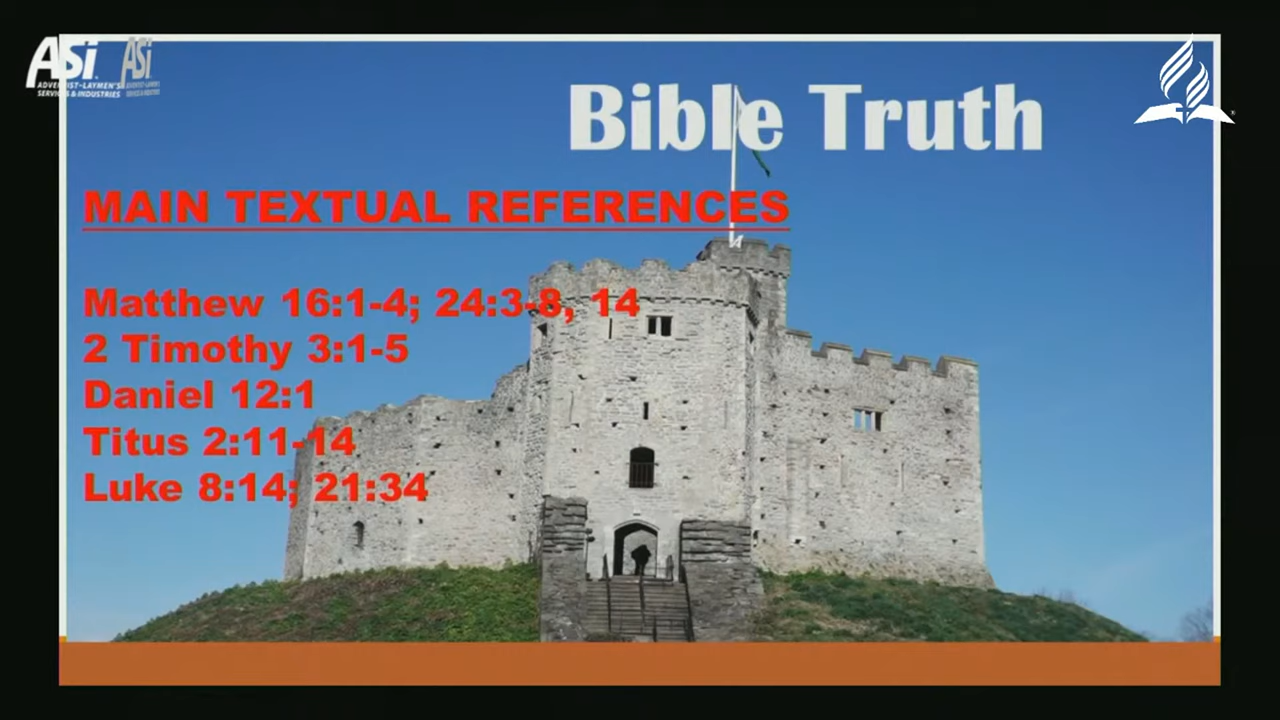 ASi
ADVENTIST-LAYMEN'S
SERVICES & INDUSTRIES
ASi
Bible Truth
MAIN TEXTUAL REFERENCES
Matthew 16:1-4; 24:3-8, 14
2 Timothy 3:1-5
Daniel 12:1
Titus 2:11-14
Luke 8:14; 21:34